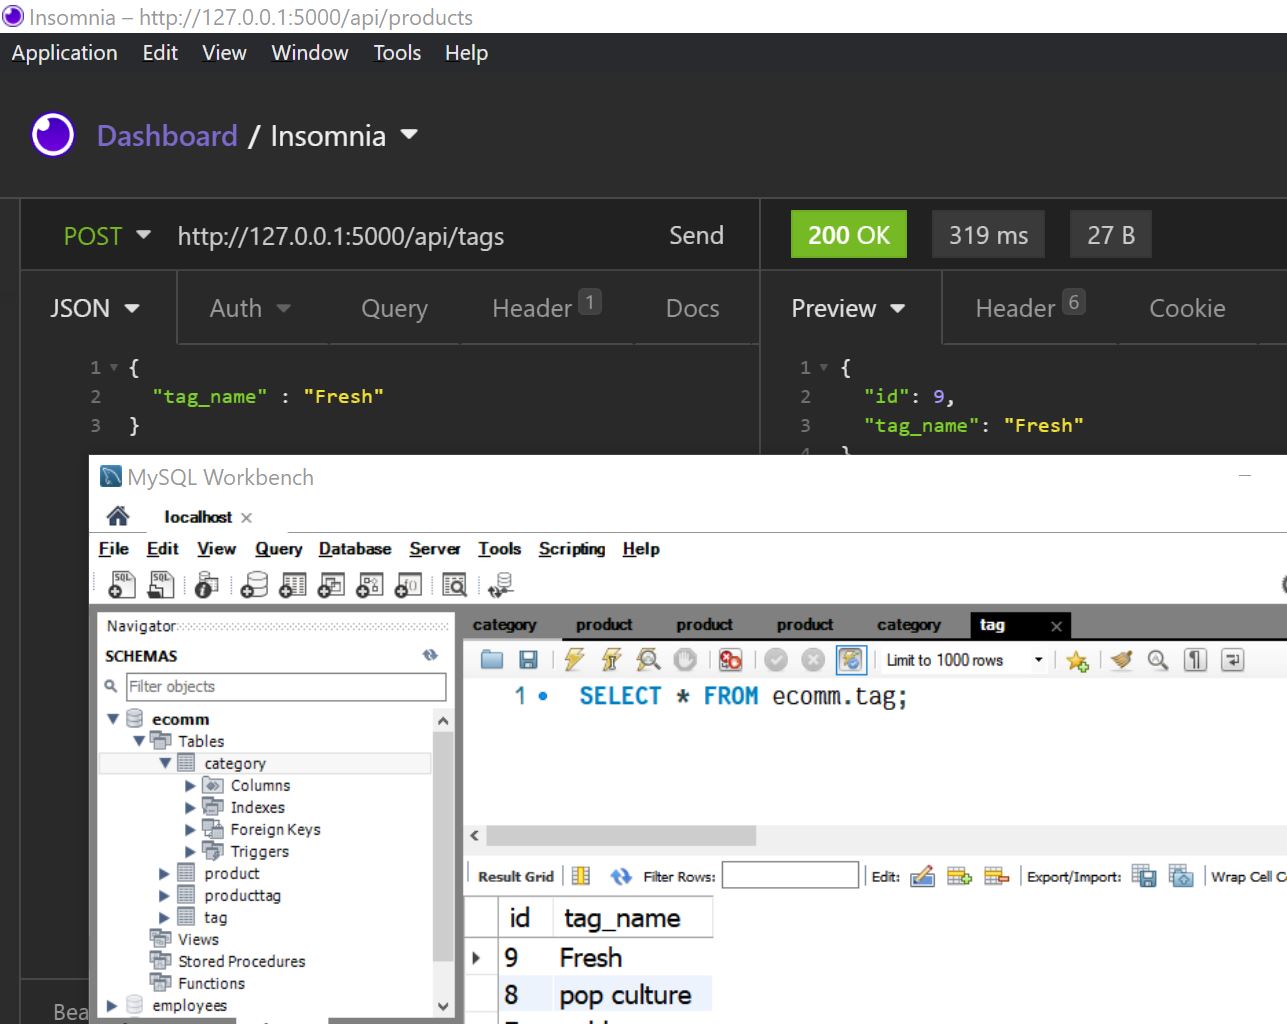 Insomnia – http://127.0.0.1:5000/api/products
Application Edit View Window Tools Help
Dashboard / Insomnia
POST http://127.0.0.1:5000/api/tags Send 200 OK 319 ms 27 B
JSON Auth Query Header 1 Docs Preview Header 6 Cookie
1 {
2 "tag_name" : "Fresh"
3 }
1 {
2 "id": 9,
3 "tag_name": "Fresh"
4 }
MySQL Workbench
localhost
File Edit View Query Database Server Tools Scripting Help
Navigator
SCHEMAS
Filter objects
ecomm
Tables
category
Columns
Indexes
Foreign Keys
Triggers
product
producttag
tag
Views
Stored Procedures
Functions
employees
category product product product category tag
Limit to 1000 rows
1 SELECT * FROM ecomm.tag;
Result Grid Filter Rows: Edit: Export/Import: Wrap Cell C
id tag_name
9 Fresh
8 pop culture
Bea